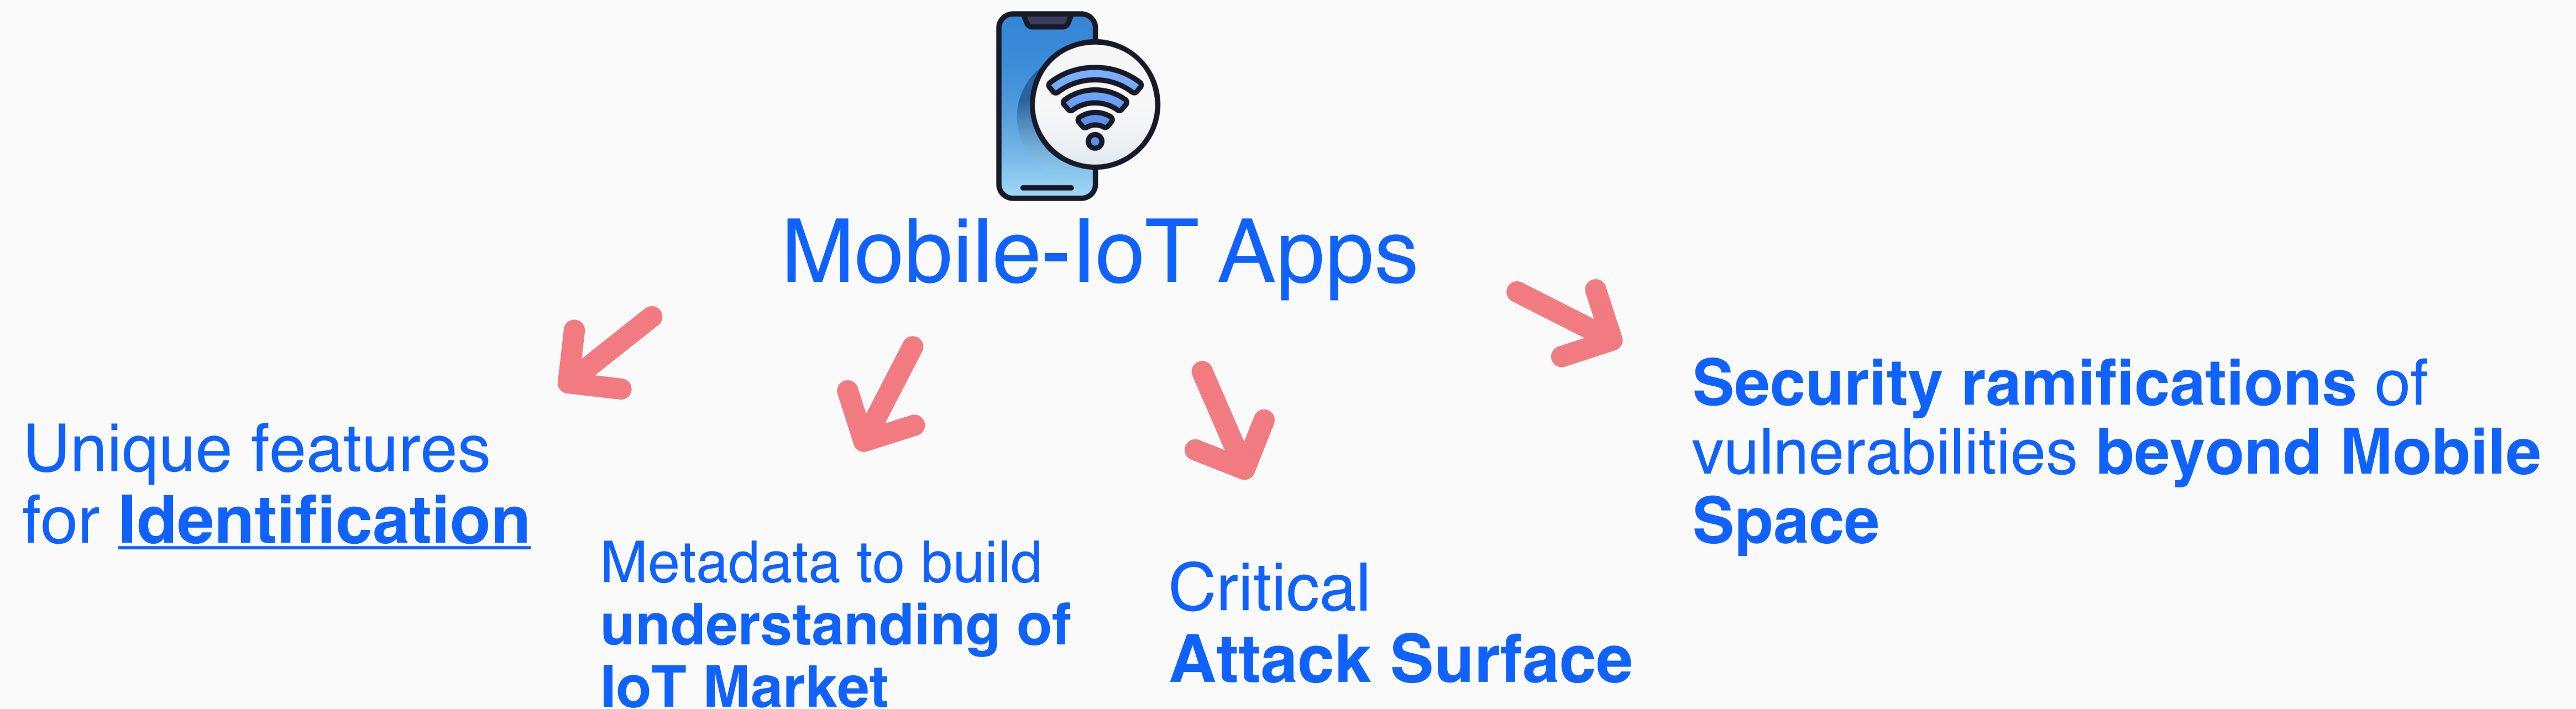 Mobile-IoT Apps
Unique features
for Identification
Metadata to build
understanding of
IoT Market
Critical
Attack Surface
Security ramifications of
vulnerabilities beyond Mobile
Space